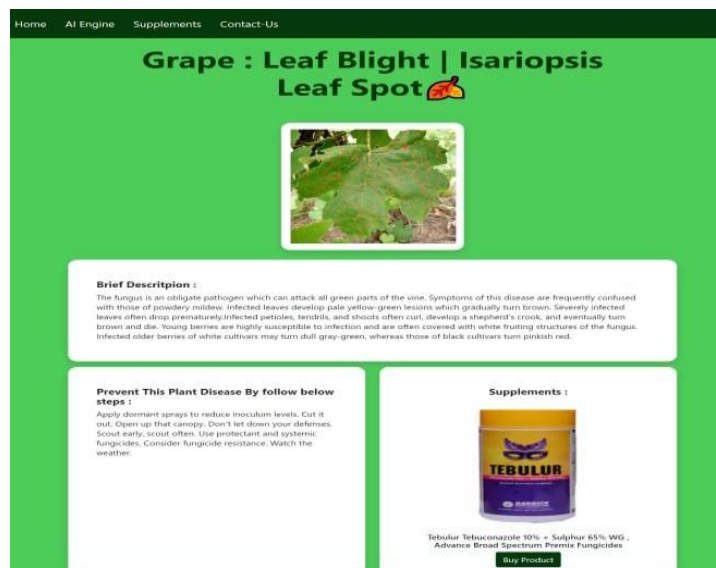 Home AI Engine Supplements Contact-Us
Grape : Leaf Blight | Isariopsis
Leaf Spot
Brief Descritpion :
The fungus is an obligate pathogen which can attack all green parts of the vine. Symptoms of this disease are frequently confused
with those of powdery mildew. Infected leaves develop pale yellow-green lesions which gradually turn brown. Severely infected
leaves often drop prematurely.Infected petioles, tendrils, and shoots often curl, develop a shepherd's crook, and eventually turn
brown and die. Young berries are highly susceptible to infection and are often covered with white fruiting structures of the fungus.
Infected older berries of white cultivars may turn dull gray-green, whereas those of black cultivars turn pinkish red.
Prevent This Plant Disease By follow below
steps :
Apply dormant sprays to reduce inoculum levels. Cut it
out. Open up that canopy. Don't let down your defenses.
Scout early, scout often. Use protectant and systemic
fungicides. Consider fungicide resistance. Watch the
weather.
Supplements :
TEBULUR
Tebulur Tebuconazole 10% + Sulphur 65% WG ,
Advance Broad Spectrum Premix Fungicides
Buy Product